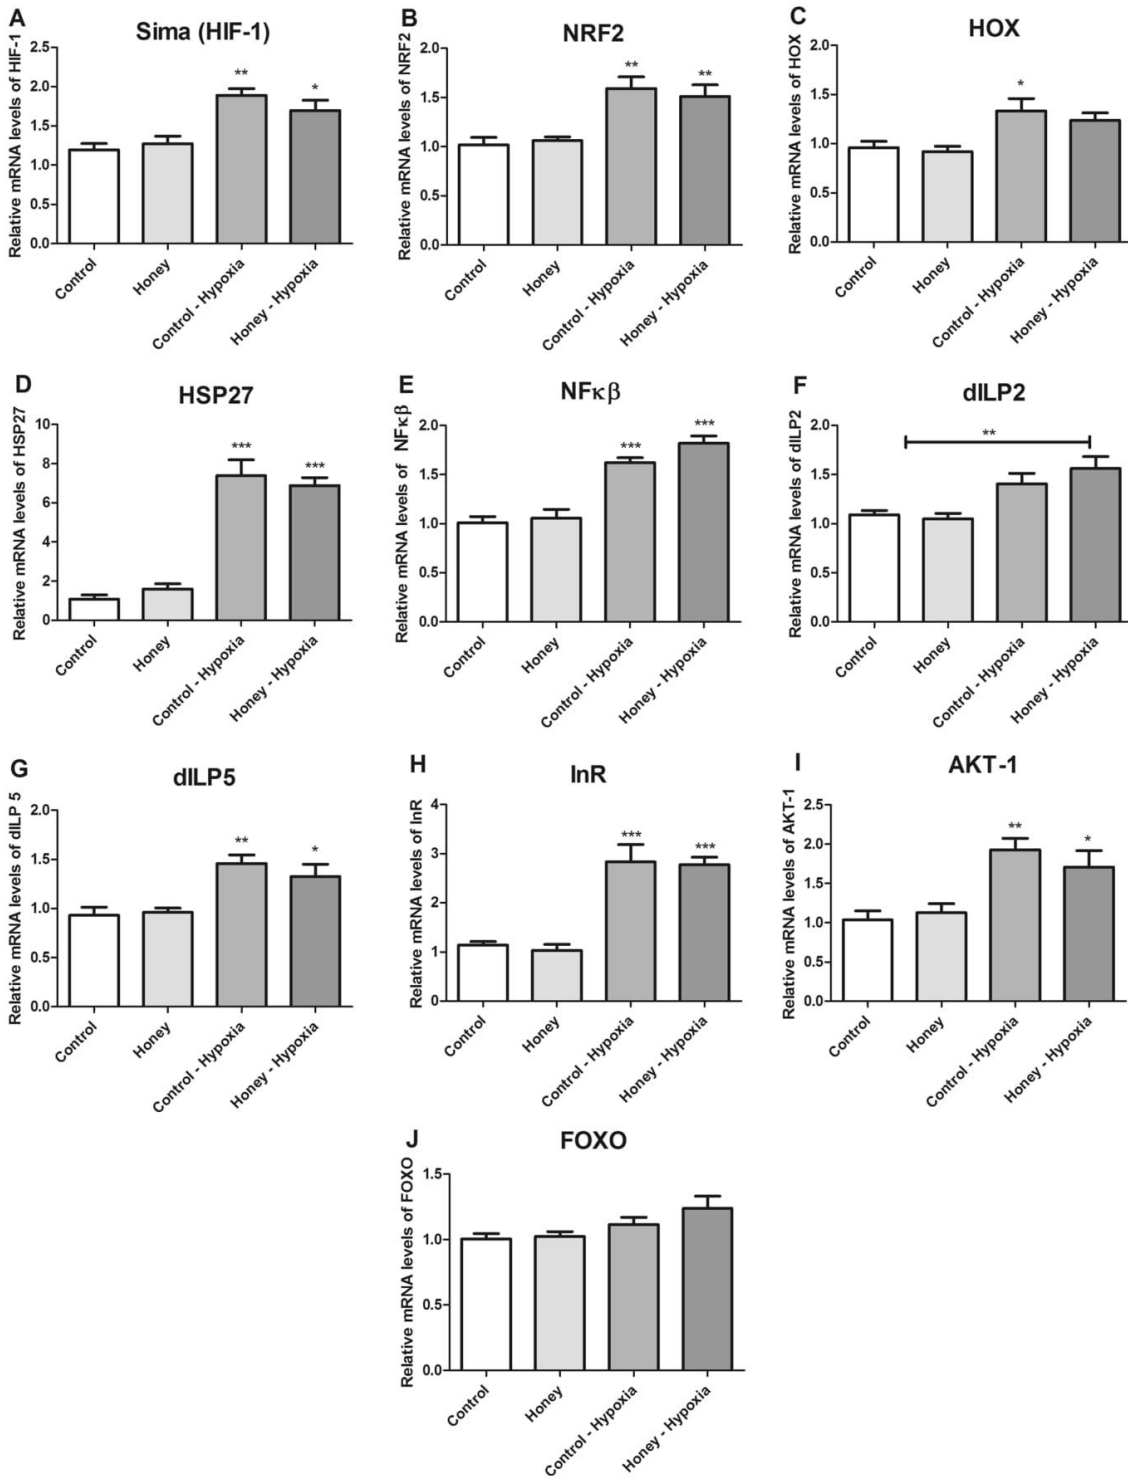 A
Sima (HIF-1)
Relative mRNA levels of HIF-1
2.5
2.0
1.5
1.0
0.5
0.0
**
*
Control
Honey
Control - Hypoxia
Honey - Hypoxia
B
NRF2
Relative mRNA levels of NRF2
2.0
1.5
1.0
0.5
0.0
**
**
Control
Honey
Control - Hypoxia
Honey - Hypoxia
C
HOX
Relative mRNA levels of HOX
2.0
1.5
1.0
0.5
0.0
*
Control
Honey
Control - Hypoxia
Honey - Hypoxia
D
HSP27
Relative mRNA levels of HSP27
10
8
6
4
2
0
***
***
Control
Honey
Control - Hypoxia
Honey - Hypoxia
E
NFκβ
Relative mRNA levels of NFκβ
2.0
1.5
1.0
0.5
0.0
***
***
Control
Honey
Control - Hypoxia
Honey - Hypoxia
F
dILP2
Relative mRNA levels of dILP2
2.0
1.5
1.0
0.5
0.0
**
Control
Honey
Control - Hypoxia
Honey - Hypoxia
G
dILP5
Relative mRNA levels of dILP 5
2.0
1.5
1.0
0.5
0.0
**
*
Control
Honey
Control - Hypoxia
Honey - Hypoxia
H
InR
Relative mRNA levels of InR
4
3
2
1
0
***
***
Control
Honey
Control - Hypoxia
Honey - Hypoxia
I
AKT-1
Relative mRNA levels of AKT-1
2.5
2.0
1.5
1.0
0.5
0.0
**
*
Control
Honey
Control - Hypoxia
Honey - Hypoxia
J
FOXO
Relative mRNA levels of FOXO
1.5
1.0
0.5
0.0
Control
Honey
Control - Hypoxia
Honey - Hypoxia